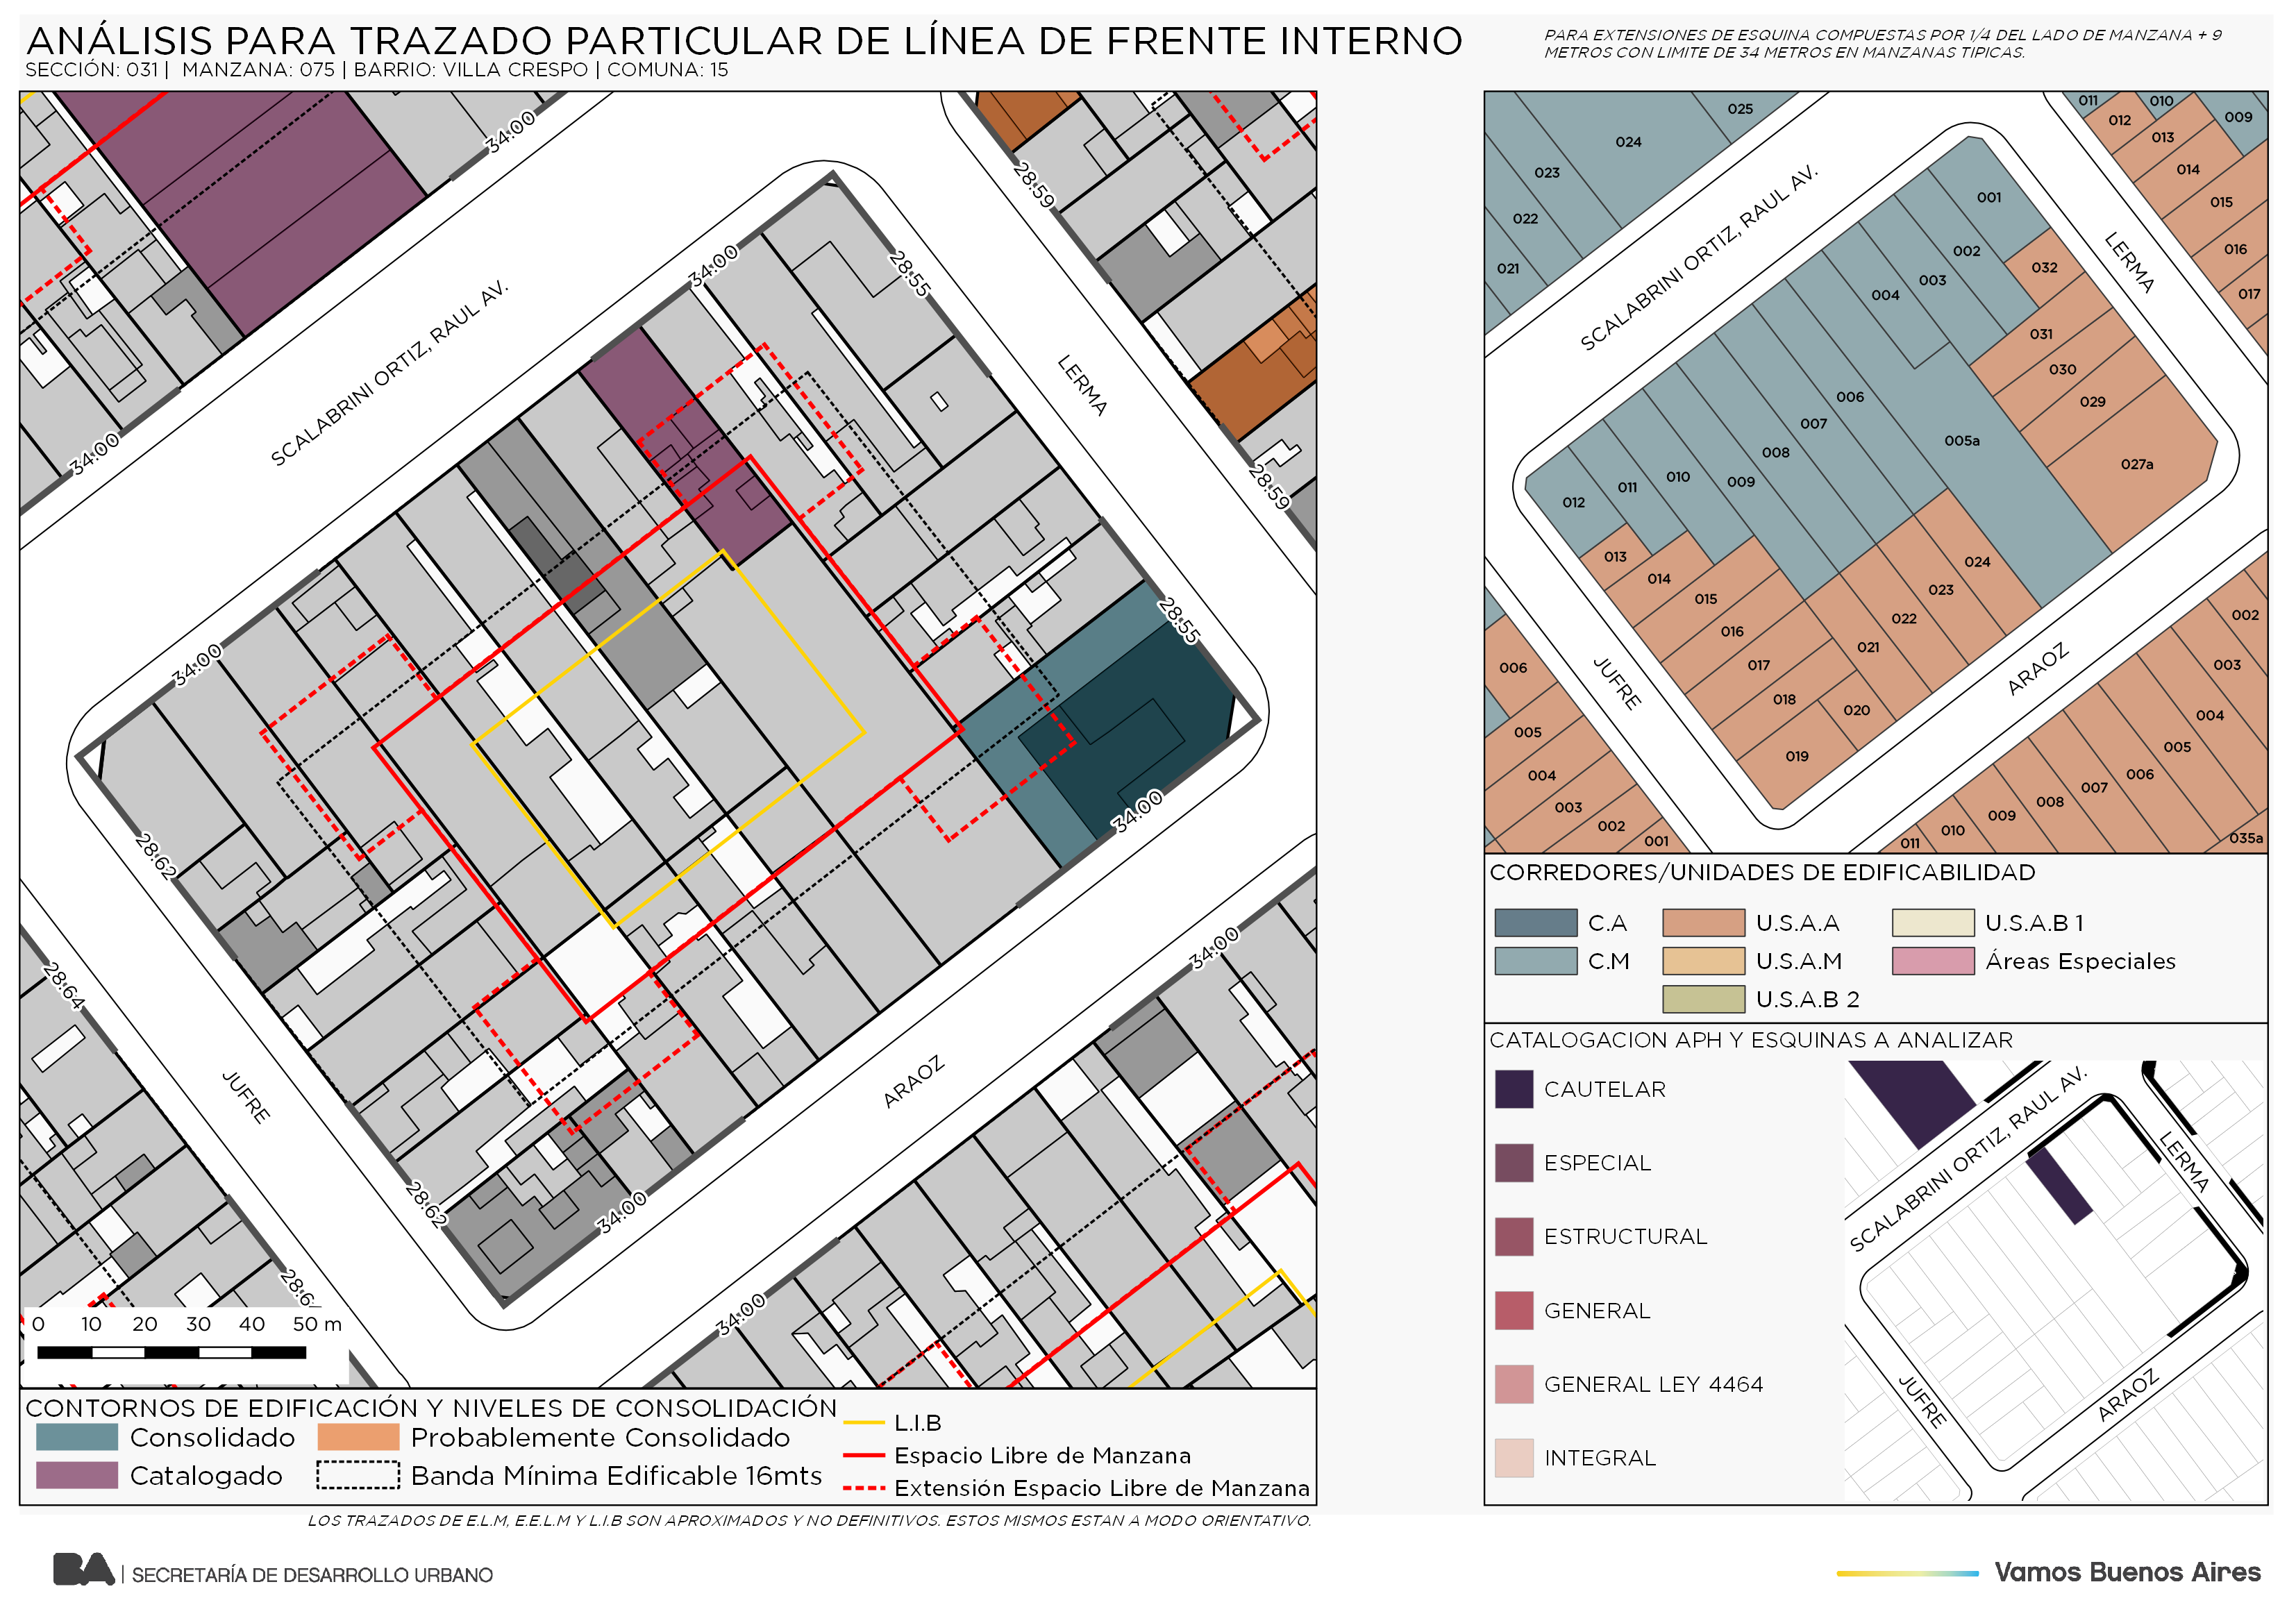 ANÁLISIS PARA TRAZADO PARTICULAR DE LÍNEA DE FRENTE INTERNO
SECCIÓN: 031 | MANZANA: 075 | BARRIO: VILLA CRESPO | COMUNA: 15
PARA EXTENSIONES DE ESQUINA COMPUESTAS POR 1/4 DEL LADO DE MANZANA + 9
METROS CON LIMITE DE 34 METROS EN MANZANAS TIPICAS.
34:00
28:59
34:00
28:55
SCALABRINI ORTIZ, RAUL AV.
LERMA
34:00
28:59
34:00
28:55
28:62
34:00
28:64
34:00
JUFRE
ARAOZ
28:62
34:00
34:00
0 10 20 30 40 50 m
025
024
023
022
021
011
010
009
012
013
014
015
016
017
SCALABRINI ORTIZ, RAUL AV.
LERMA
001
002
003
004
032
031
030
029
027a
005a
006
007
008
009
010
011
012
013
014
015
016
017
018
019
020
021
022
023
024
JUFRE
ARAOZ
006
005
004
003
002
001
002
003
004
005
006
007
008
009
010
011
035a
CORREDORES/UNIDADES DE EDIFICABILIDAD
C.A
U.S.A.A
U.S.A.B 1
C.M
U.S.A.M
Áreas Especiales
U.S.A.B 2
CATALOGACION APH Y ESQUINAS A ANALIZAR
CAUTELAR
ESPECIAL
ESTRUCTURAL
GENERAL
GENERAL LEY 4464
INTEGRAL
SCALABRINI ORTIZ, RAUL AV.
LERMA
JUFRE
ARAOZ
CONTORNOS DE EDIFICACIÓN Y NIVELES DE CONSOLIDACIÓN
Consolidado
Probablemente Consolidado
Catalogado
Banda Mínima Edificable 16mts
L.I.B
Espacio Libre de Manzana
Extensión Espacio Libre de Manzana
LOS TRAZADOS DE E.L.M, E.E.L.M Y L.I.B SON APROXIMADOS Y NO DEFINITIVOS. ESTOS MISMOS ESTAN A MODO ORIENTATIVO.
BA | SECRETARÍA DE DESARROLLO URBANO
Vamos Buenos Aires